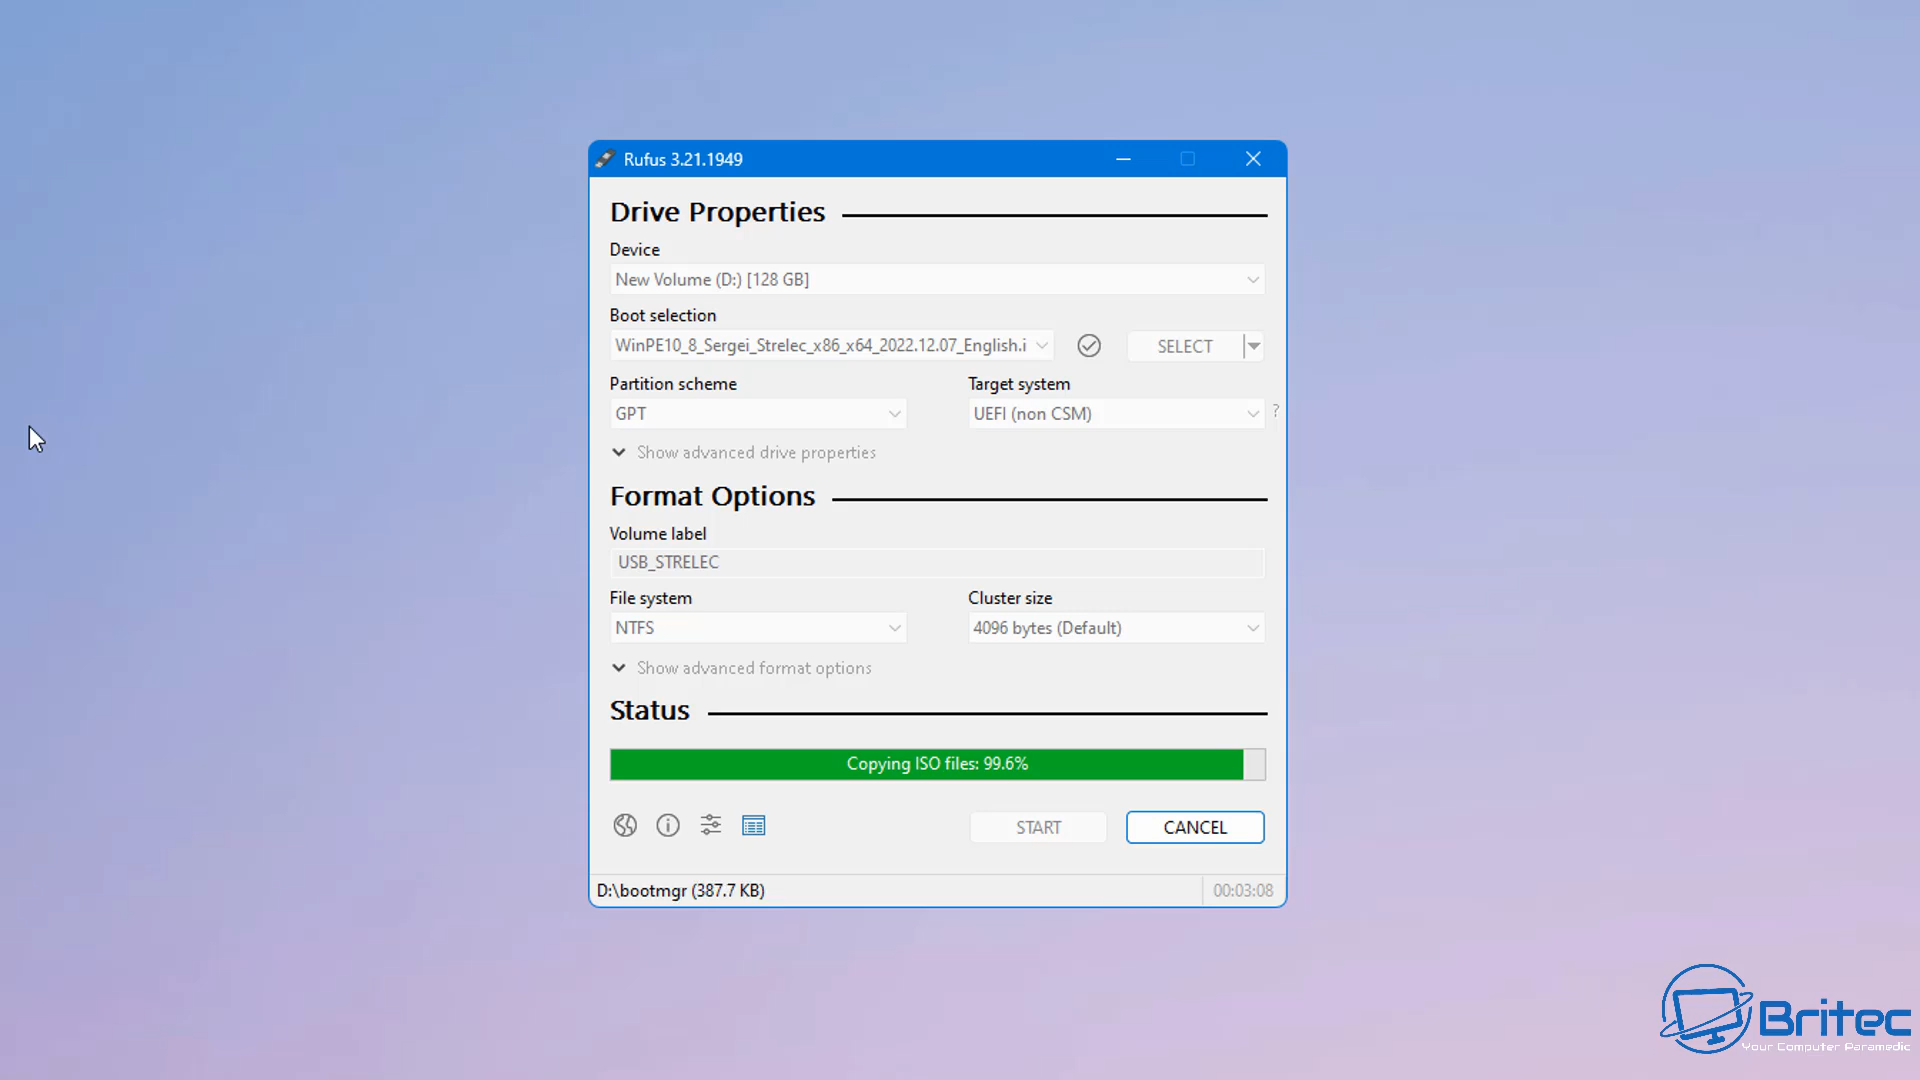 Rufus 3.21.1949
Drive Properties
Device
New Volume (D:) [128 GB]
Boot selection
WinPE10_8_Sergei_Strelec_x86_x64_2022.12.07_English.i
SELECT
Partition scheme
Target system
GPT
UEFI (non CSM)
?
Show advanced drive properties
Format Options
Volume label
USB_STRELEC
File system
Cluster size
NTFS
4096 bytes (Default)
Show advanced format options
Status
Copying ISO files: 99.6%
START
CANCEL
D:\bootmgr (387.7 KB)
00:03:08
Britec
Your Computer Paramedic